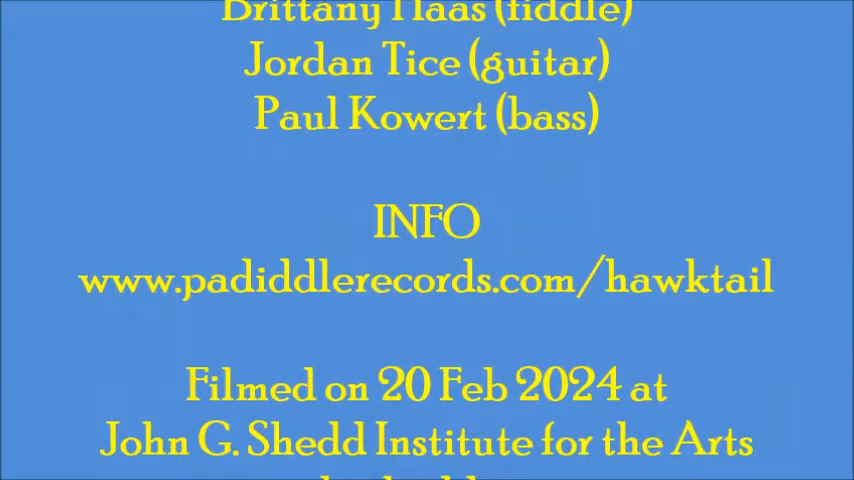 Brittany Haas (fiddle)
Jordan Tice (guitar)
Paul Kowert (bass)
INFO
www.padiddlerecords.com/hawktail
Filmed on 20 Feb 2024 at
John G. Shedd Institute for the Arts